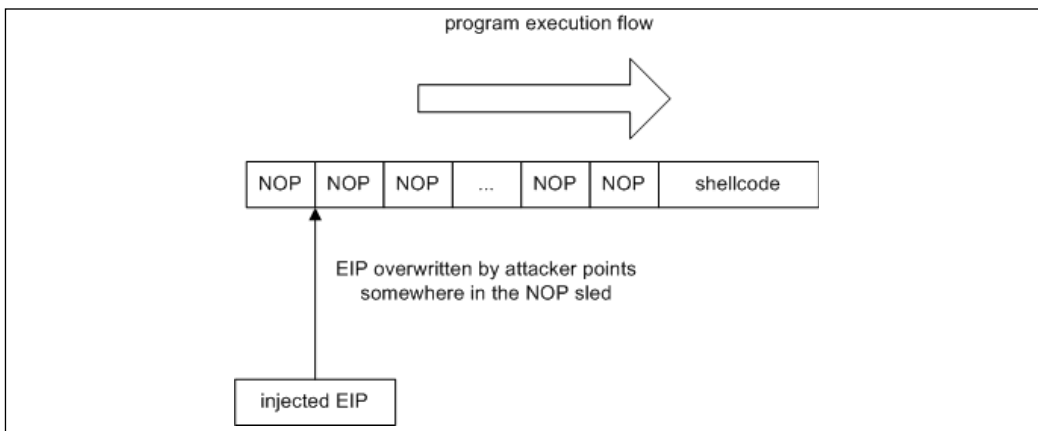 program execution flow
NOP NOP NOP ... NOP NOP shellcode
EIP overwritten by attacker points
somewhere in the NOP sled
injected EIP